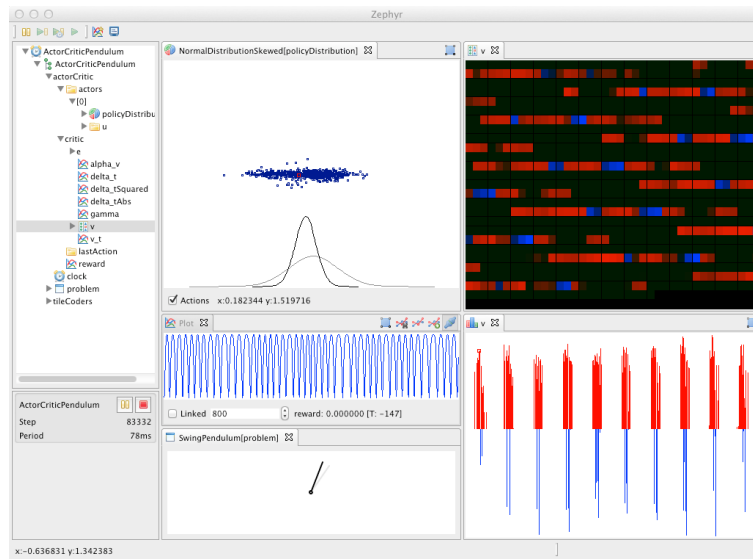 Zephyr
ActorCriticPendulum
ActorCriticPendulum
actorCritic
actors
[0]
policyDistribu
u
critic
e
alpha_v
delta_t
delta_tSquared
delta_tAbs
gamma
v
v_t
lastAction
reward
clock
problem
tileCoders
ActorCriticPendulum
Step 83332
Period 78ms
NormalDistributionSkewed[policyDistribution]
Actions x:0.182344 y:1.519716
Plot
Linked 800 reward: 0.000000 [T: -147]
SwingPendulum[problem]
v
v
x:-0.636831 y:1.342383